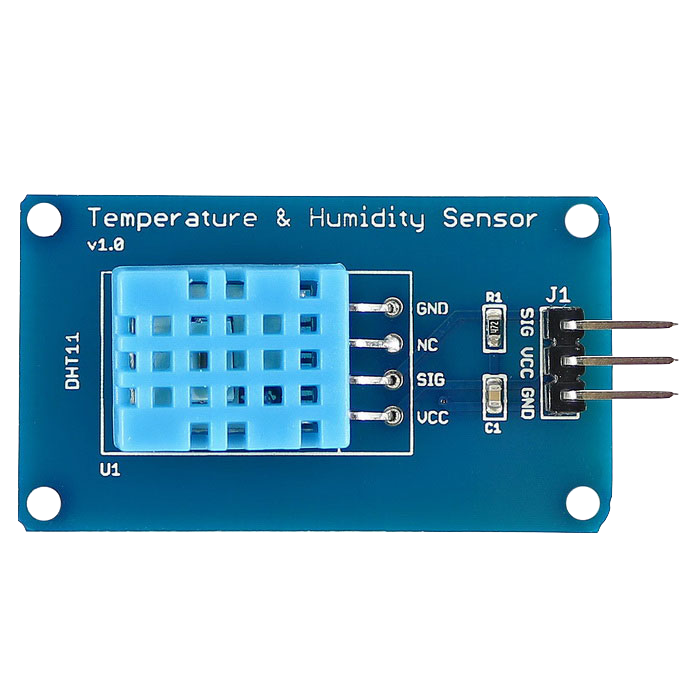 Temperature & Humidity Sensor
v1.0
DHT11
U1
GND
NC
SIG
VCC
R1
472
C1
J1
SIG VCC GND